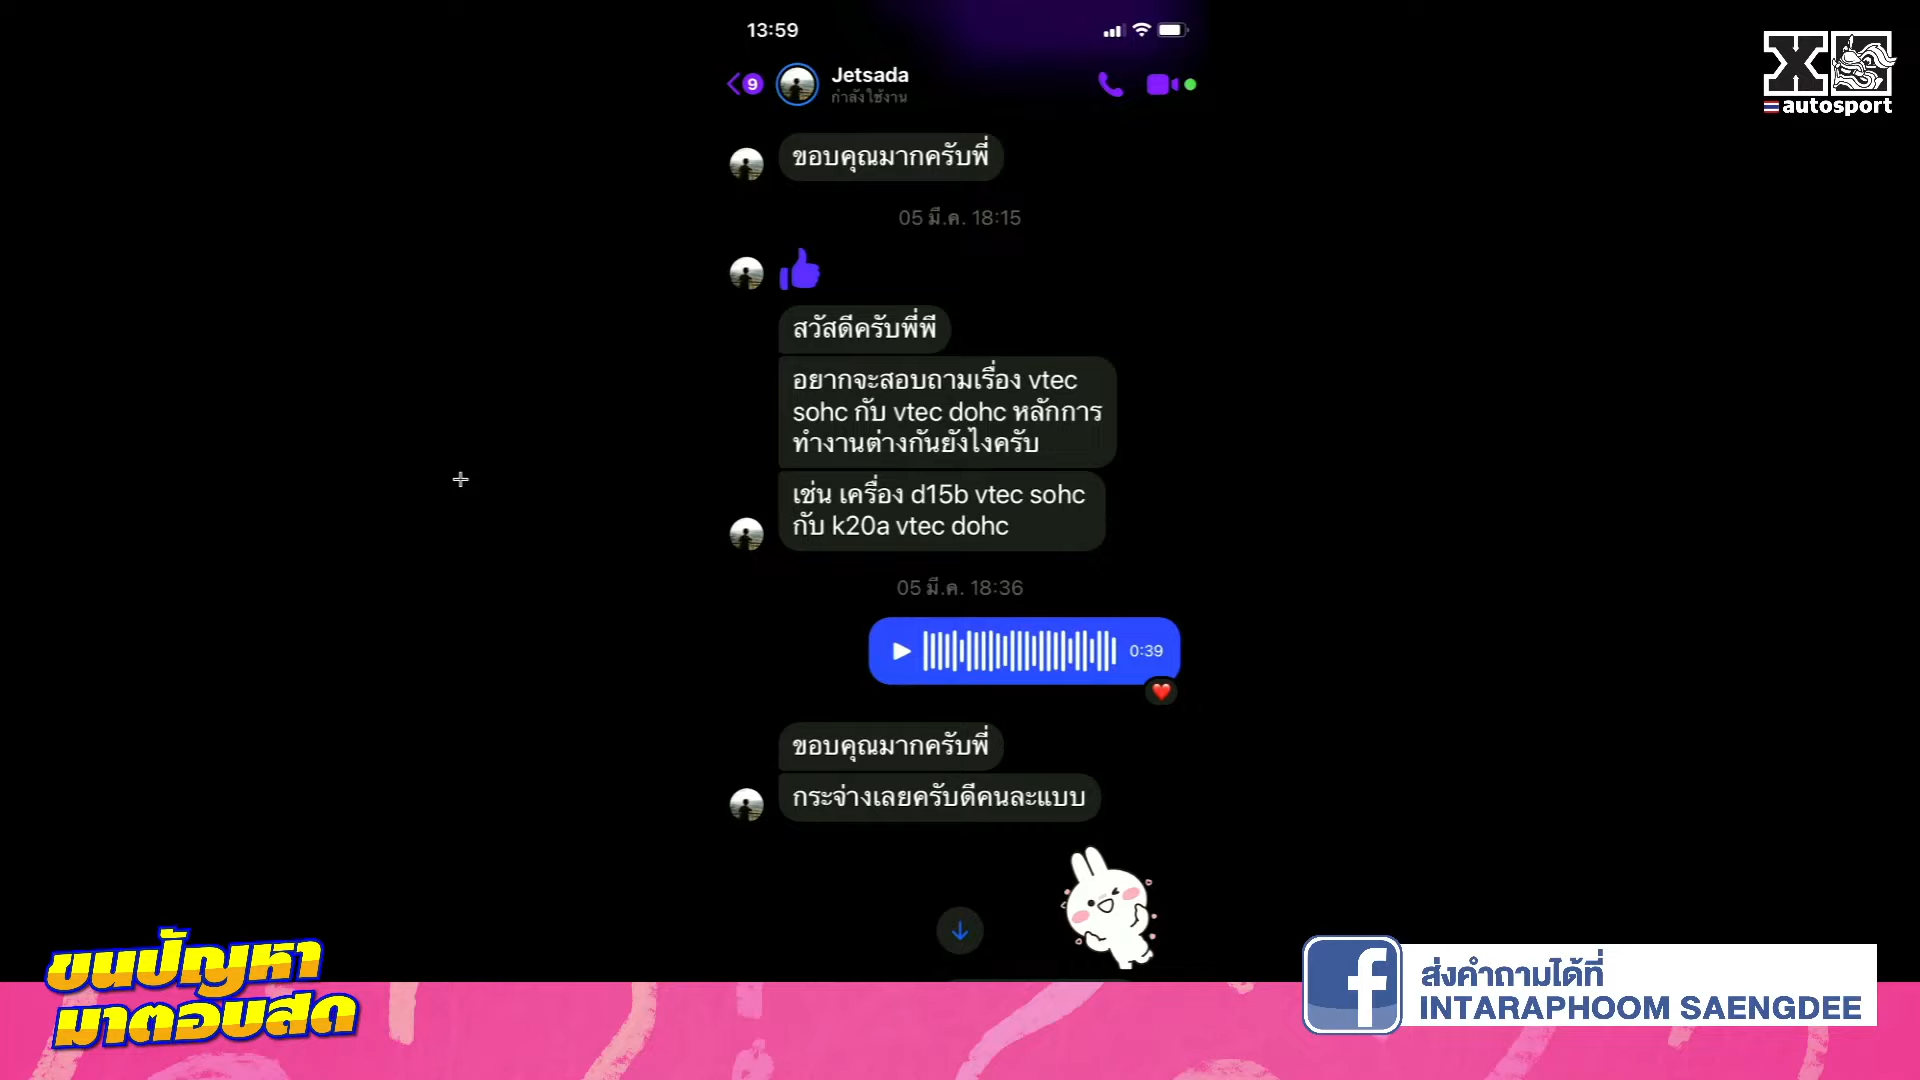 13:59
X
autosport
9
Jetsada
กำลังใช้งาน
ขอบคุณมากครับพี่
05 มี.ค. 18:15
สวัสดีครับพี่พี
อยากจะสอบถามเรื่อง vtec
sohc กับ vtec dohc หลักการ
ทำงานต่างกันยังไงครับ
เช่น เครื่อง d15b vtec sohc
กับ k20a vtec dohc
05 มี.ค. 18:36
0:39
ขอบคุณมากครับพี่
กระจ่างเลยครับดีคนละแบบ
ขนปัญหา
มาตอบสด
f
ส่งคำถามได้ที่
INTARAPHOOM SAENGDEE